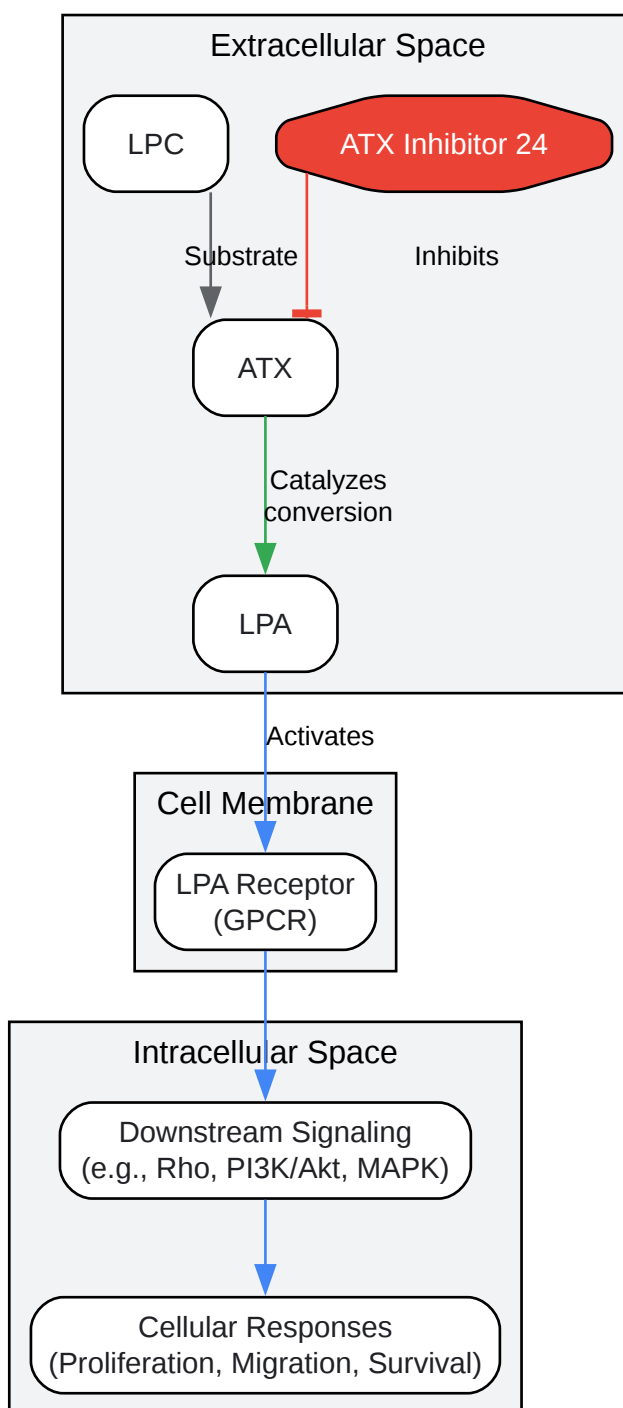 Extracellular Space
LPC
ATX Inhibitor 24
Substrate
Inhibits
ATX
Catalyzes
conversion
LPA
Activates
Cell Membrane
LPA Receptor
(GPCR)
Intracellular Space
Downstream Signaling
(e.g., Rho, PI3K/Akt, MAPK)
Cellular Responses
(Proliferation, Migration, Survival)